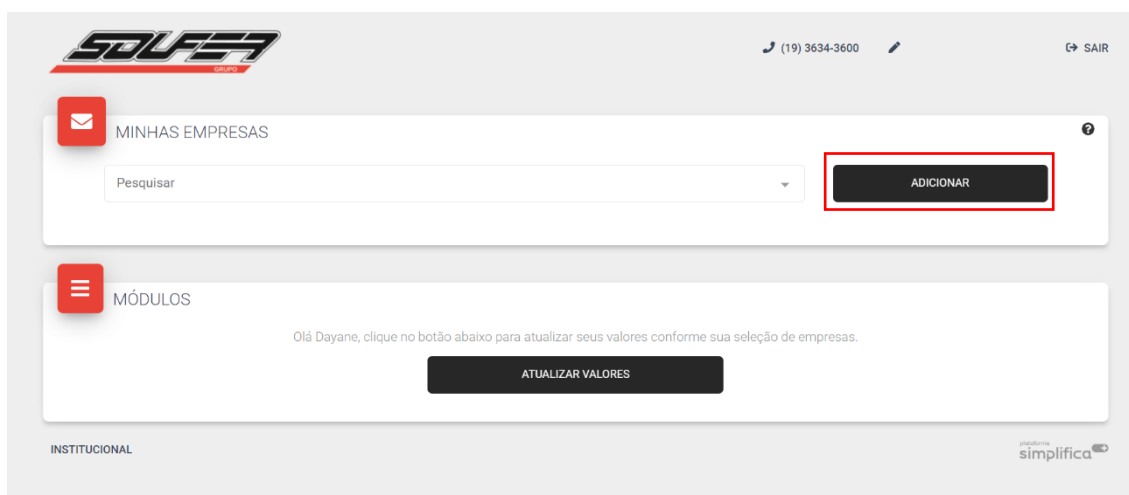 SOLFER
GRUPO
(19) 3634-3600
SAIR
MINHAS EMPRESAS
Pesquisar
ADICIONAR
MÓDULOS
Olá Dayane, clique no botão abaixo para atualizar seus valores conforme sua seleção de empresas.
ATUALIZAR VALORES
INSTITUCIONAL
plataforma
simplifica